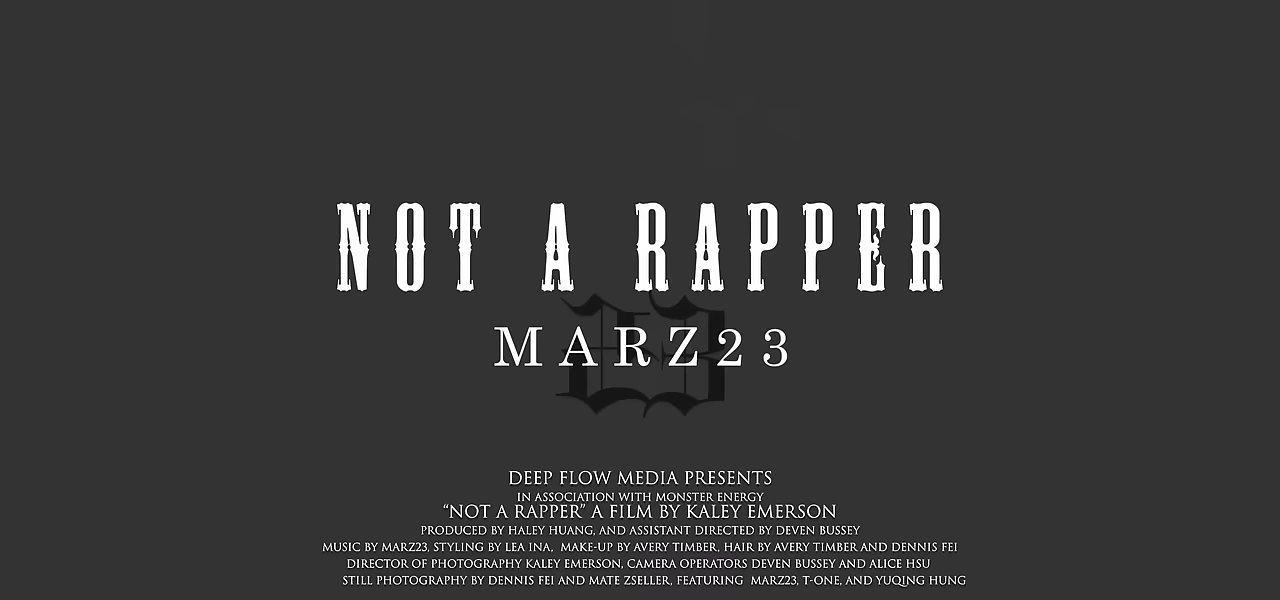 NOT A RAPPER
MARZ23
23
DEEP FLOW MEDIA PRESENTS
IN ASSOCIATION WITH MONSTER ENERGY
“NOT A RAPPER” A FILM BY KALEY EMERSON
PRODUCED BY HALEY HUANG, AND ASSISTANT DIRECTED BY DEVEN BUSSEY
MUSIC BY MARZ23, STYLING BY LEA INA, MAKE-UP BY AVERY TIMBER, HAIR BY AVERY TIMBER AND DENNIS FEI
DIRECTOR OF PHOTOGRAPHY KALEY EMERSON, CAMERA OPERATORS DEVEN BUSSEY AND ALICE HSU
STILL PHOTOGRAPHY BY DENNIS FEI AND MATE ZSELLER, FEATURING MARZ23, T-ONE, AND YUQING HUNG